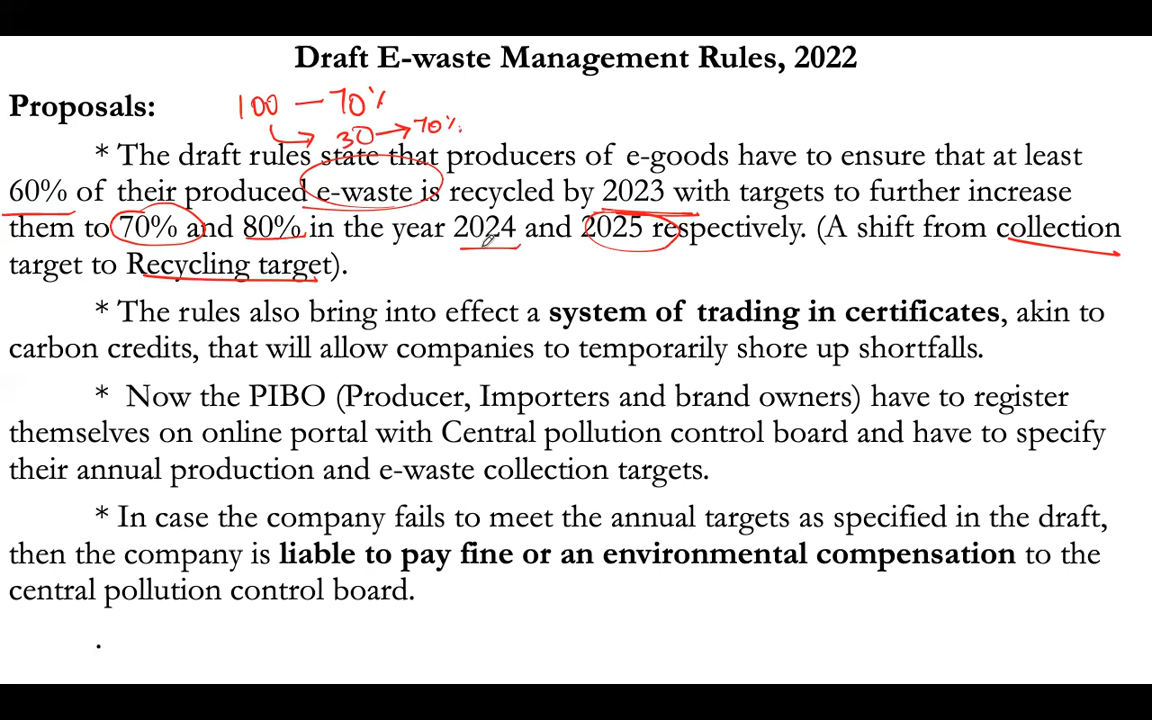 Draft E-waste Management Rules, 2022
Proposals:
100 — 70%
30 → 70%
* The draft rules state that producers of e-goods have to ensure that at least
60% of their produced e-waste is recycled by 2023 with targets to further increase
them to 70% and 80% in the year 2024 and 2025 respectively. (A shift from collection
target to Recycling target).
* The rules also bring into effect a system of trading in certificates, akin to
carbon credits, that will allow companies to temporarily shore up shortfalls.
* Now the PIBO (Producer, Importers and brand owners) have to register
themselves on online portal with Central pollution control board and have to specify
their annual production and e-waste collection targets.
* In case the company fails to meet the annual targets as specified in the draft,
then the company is liable to pay fine or an environmental compensation to the
central pollution control board.
.